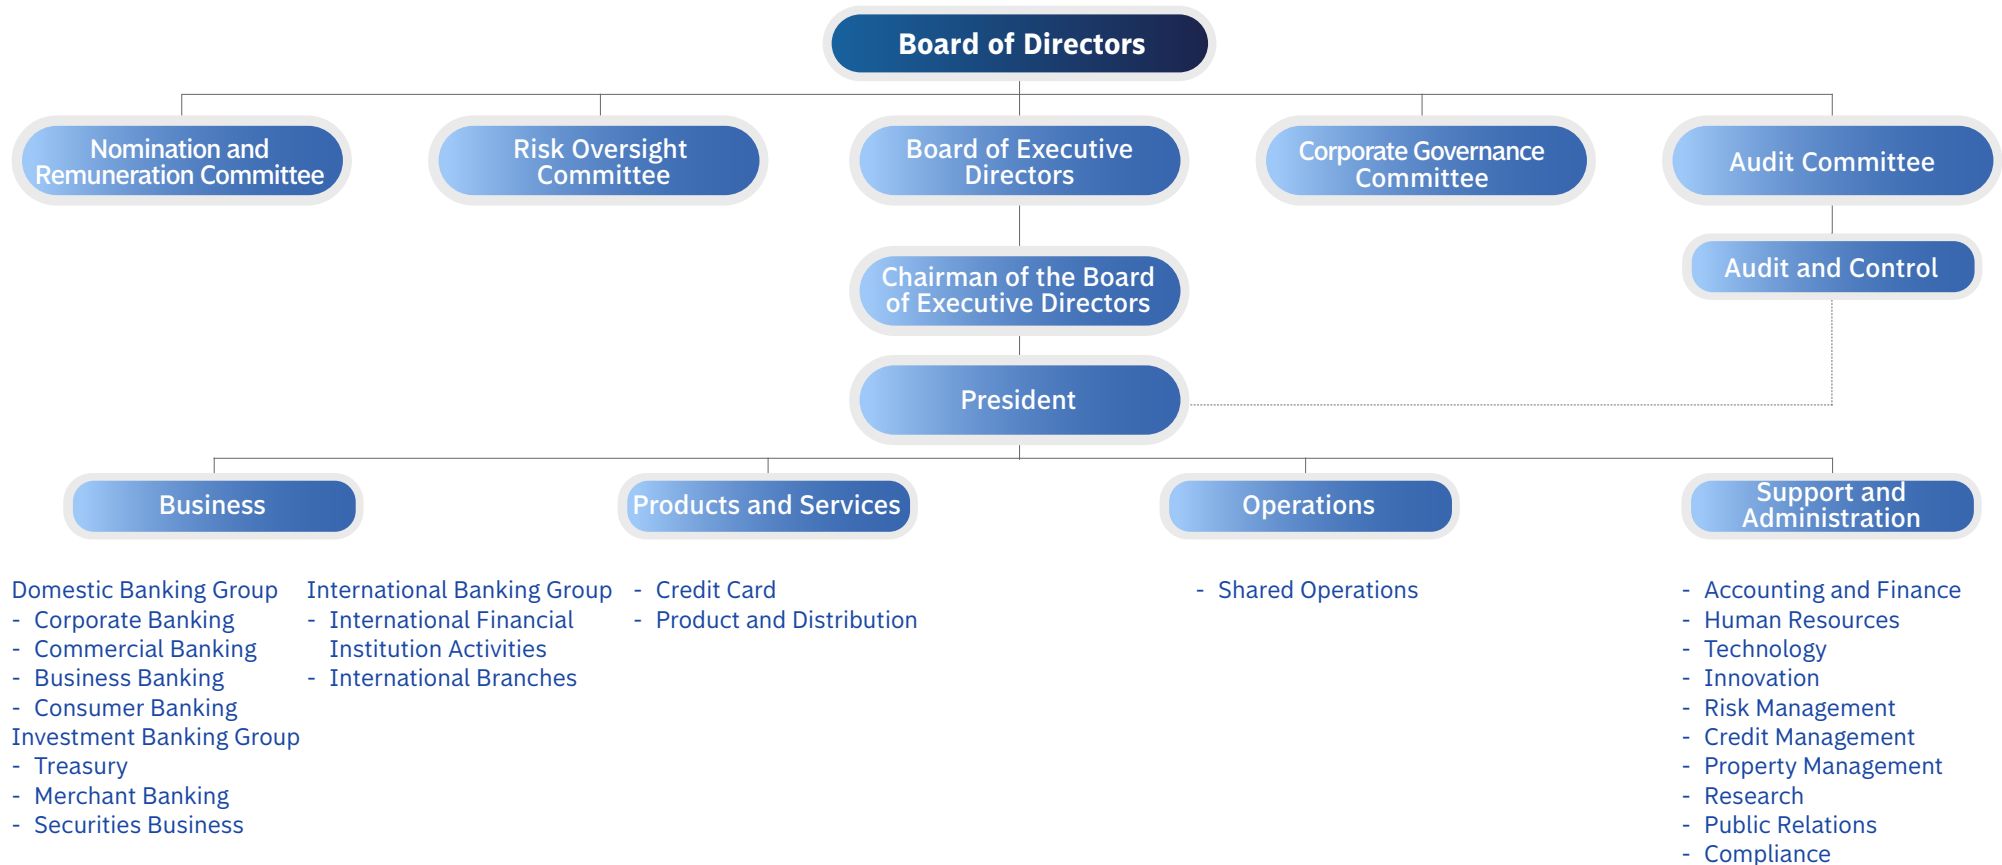 Board of Directors
Nomination and
Remuneration Committee
Risk Oversight
Committee
Board of Executive
Directors
Corporate Governance
Committee
Audit Committee
Chairman of the Board
of Executive Directors
Audit and Control
President
Business
Products and Services
Operations
Support and
Administration
Domestic Banking Group
- Corporate Banking
- Commercial Banking
- Business Banking
- Consumer Banking
Investment Banking Group
- Treasury
- Merchant Banking
- Securities Business
International Banking Group
- International Financial
Institution Activities
- International Branches
- Credit Card
- Product and Distribution
- Shared Operations
- Accounting and Finance
- Human Resources
- Technology
- Innovation
- Risk Management
- Credit Management
- Property Management
- Research
- Public Relations
- Compliance